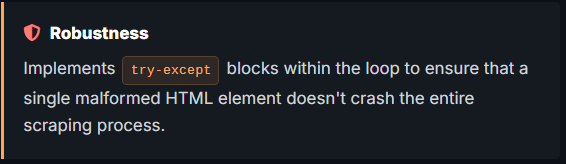 Robustness
Implements try-except blocks within the loop to ensure that a
single malformed HTML element doesn't crash the entire
scraping process.